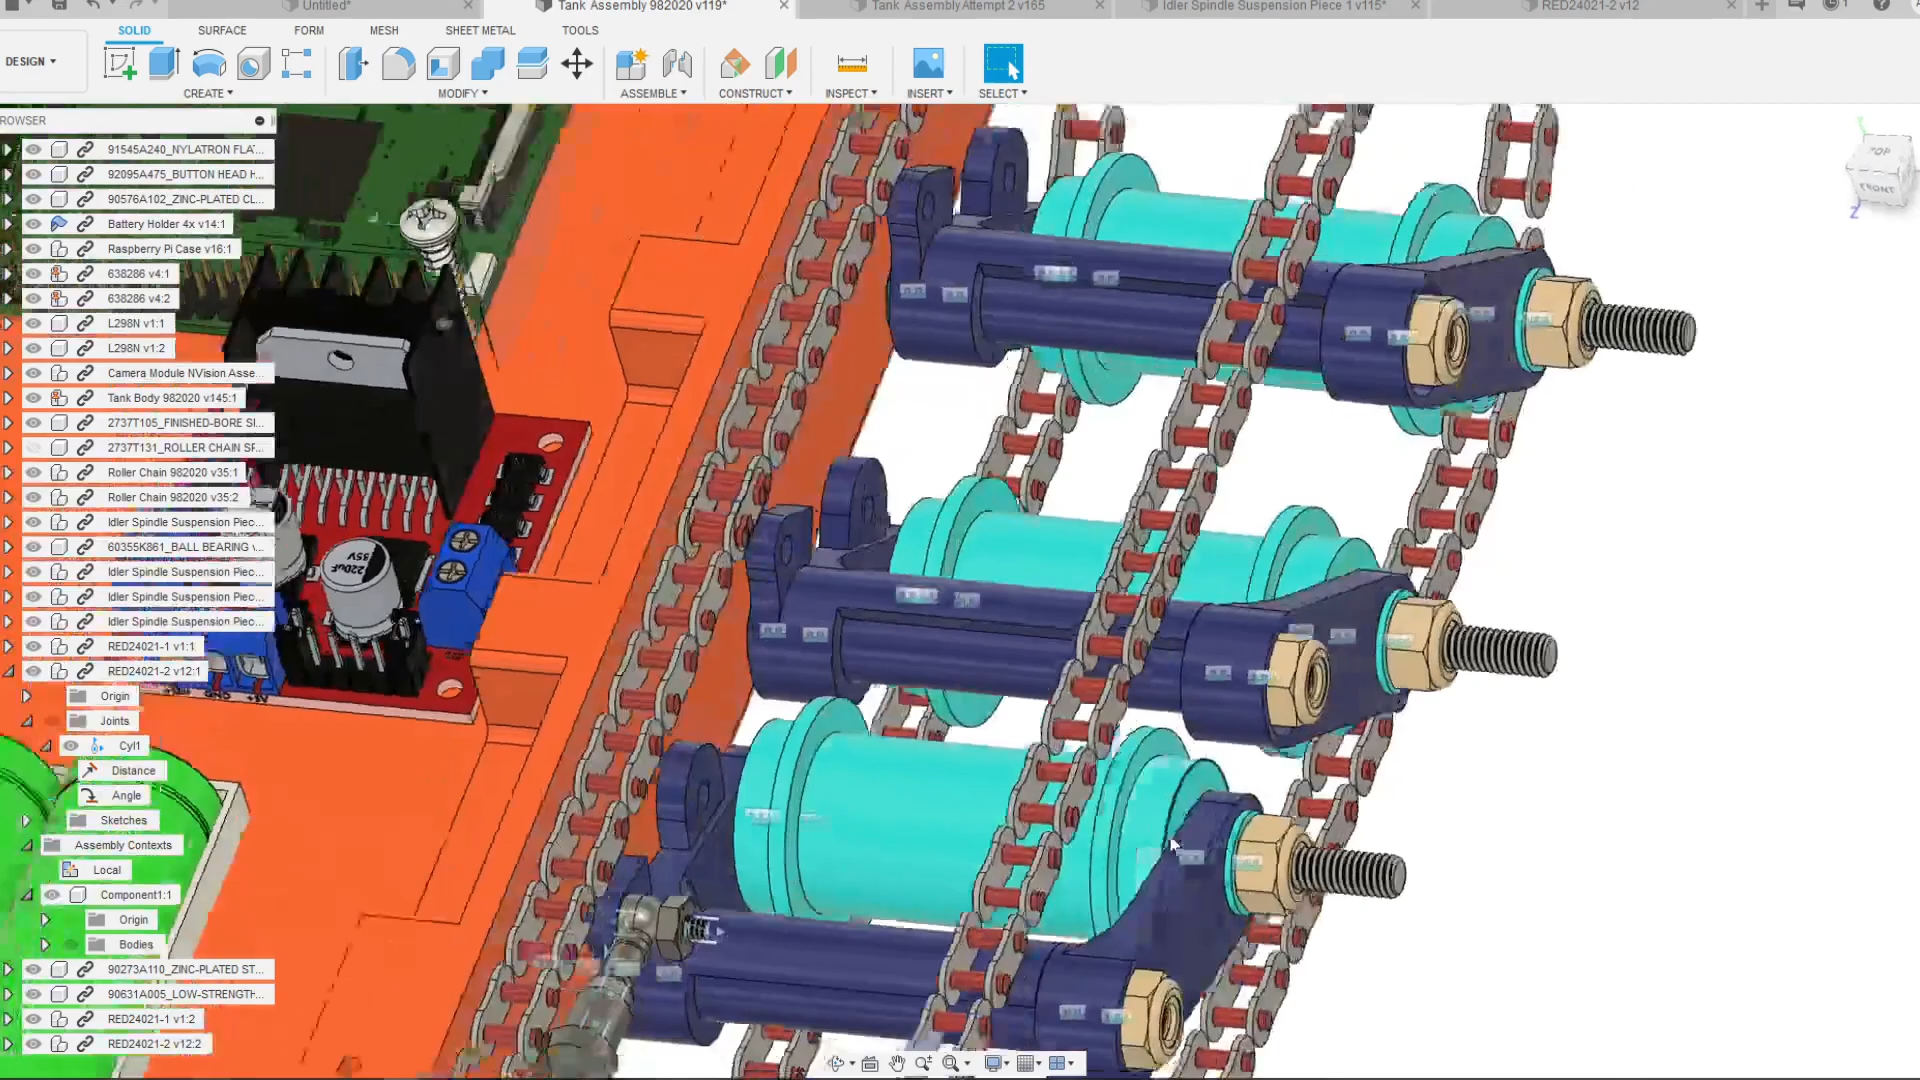 Untitled*
Tank Assembly 982020 v119*
Tank Assembly Attempt 2 v165
Idler Spindle Suspension Piece 1 v115*
RED24021-2 v12
SOLID
SURFACE
FORM
MESH
SHEET METAL
TOOLS
DESIGN
CREATE
MODIFY
ASSEMBLE
CONSTRUCT
INSPECT
INSERT
SELECT
ROWSER
91545A240_NYLATRON FLA...
92095A475_BUTTON HEAD H...
90576A102_ZINC-PLATED CL...
Battery Holder 4x v14:1
Raspberry Pi Case v16:1
638286 v4:1
638286 v4:2
L298N v1:1
L298N v1:2
Camera Module NVision Asse...
Tank Body 982020 v145:1
2737T105_FINISHED-BORE SI...
2737T131_ROLLER CHAIN SF...
Roller Chain 982020 v35:1
Roller Chain 982020 v35:2
Idler Spindle Suspension Piec...
60355K861_BALL BEARING v...
Idler Spindle Suspension Piec...
Idler Spindle Suspension Piec...
Idler Spindle Suspension Piec...
RED24021-1 v1:1
RED24021-2 v12:1
Origin
Joints
Cyl1
Distance
Angle
Sketches
Assembly Contexts
Local
Component1:1
Origin
Bodies
90273A110_ZINC-PLATED ST...
90631A005_LOW-STRENGTH...
RED24021-1 v1:2
RED24021-2 v12:2
TOP
FRONT
Z
220uF
35V